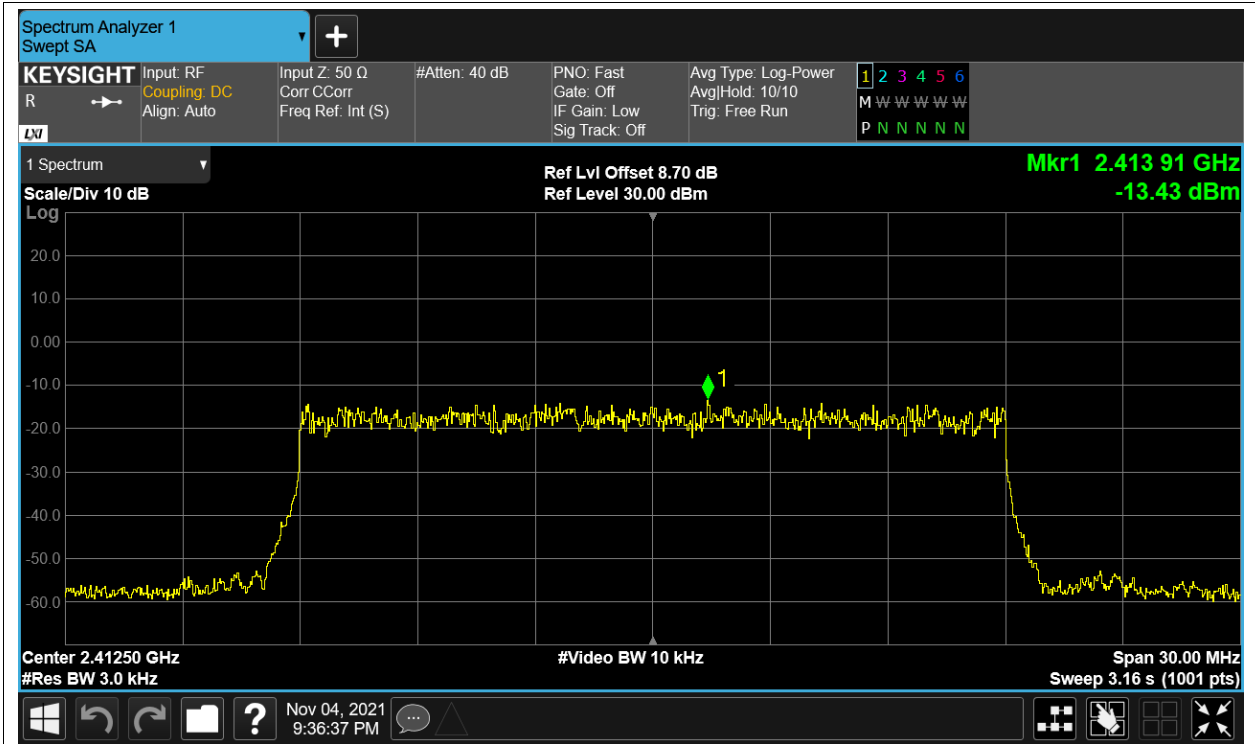 Spectrum Analyzer 1
Swept SA
+
KEYSIGHT
R
LXI
Input: RF
Coupling: DC
Align: Auto
Input Z: 50 Ω
Corr CCorr
Freq Ref: Int (S)
#Atten: 40 dB
PNO: Fast
Gate: Off
IF Gain: Low
Sig Track: Off
Avg Type: Log-Power
Avg|Hold: 10/10
Trig: Free Run
1 2 3 4 5 6
M W W W W W
P N N N N N
1 Spectrum
Scale/Div 10 dB
Log
Ref Lvl Offset 8.70 dB
Ref Level 30.00 dBm
Mkr1 2.413 91 GHz
-13.43 dBm
20.0
10.0
0.00
-10.0
-20.0
-30.0
-40.0
-50.0
-60.0
1
Center 2.41250 GHz
#Res BW 3.0 kHz
#Video BW 10 kHz
Span 30.00 MHz
Sweep 3.16 s (1001 pts)
?
Nov 04, 2021
9:36:37 PM